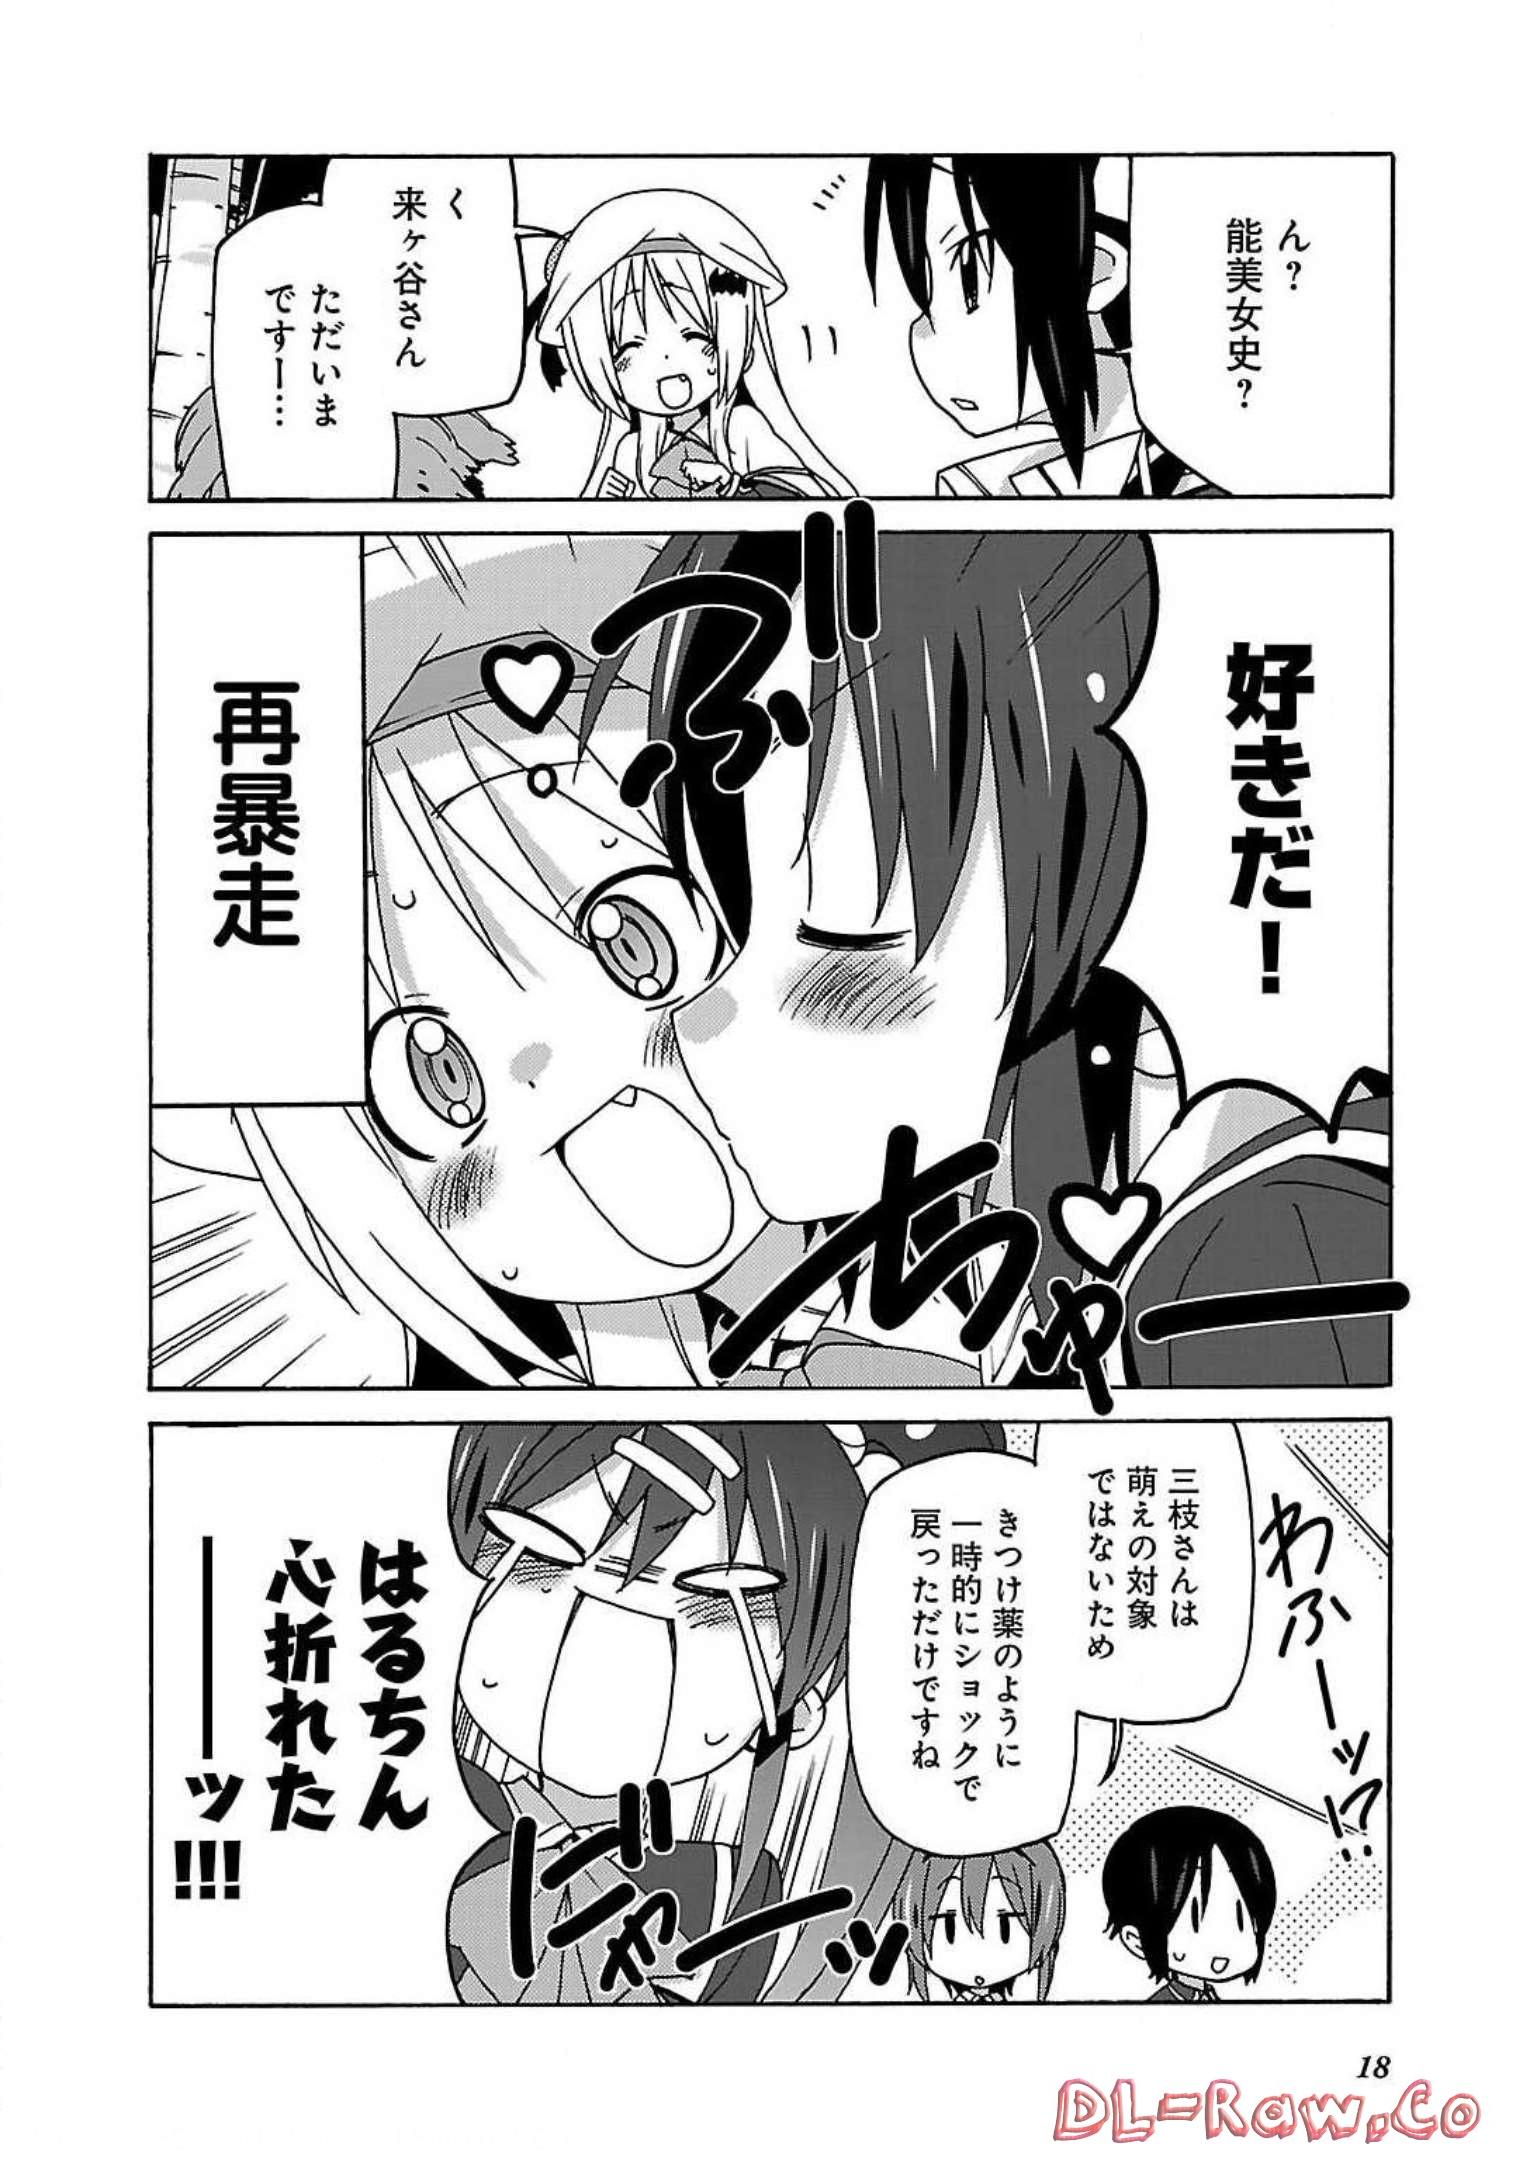 ん？
能美女史？
く
来ヶ谷さん
ただいま
ですー…
好きだ！
ぶ
ちゅー
再暴走
わふーッ!?
三枝さんは
萌えの対象
ではないため
きつけ薬のように
一時的にショックで
戻っただけですね
にゃーッ
はるちん
心折れた
──ッ!!!
18
DL-Raw.Co